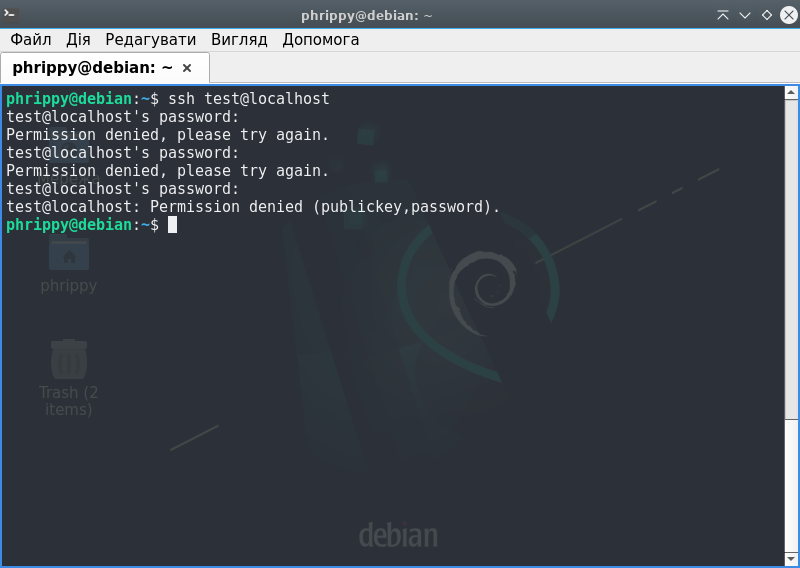 phrippy@debian: ~
Файл Дія Редагувати Вигляд Допомога
phrippy@debian: ~ ×
phrippy@debian:~$ ssh test@localhost
test@localhost's password:
Permission denied, please try again.
test@localhost's password:
Permission denied, please try again.
test@localhost's password:
test@localhost: Permission denied (publickey,password).
phrippy@debian:~$
phrippy
Trash (2
items)
debian